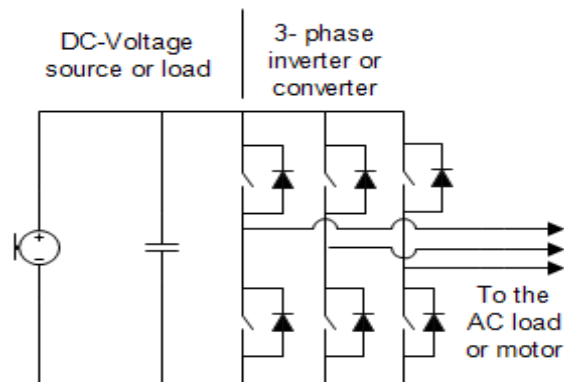 DC-Voltage
source or load
3- phase
inverter or
converter
+
−
To the
AC load
or motor